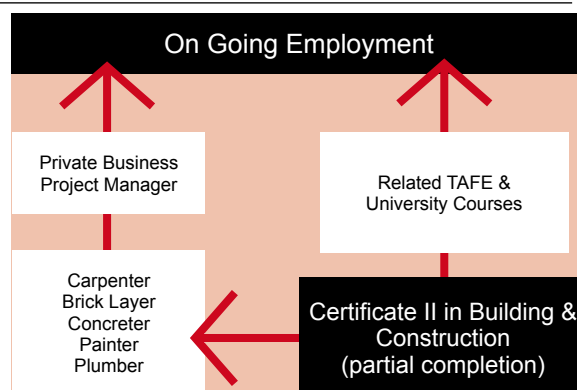 On Going Employment
Private Business
Project Manager
Related TAFE &
University Courses
Carpenter
Brick Layer
Concreter
Painter
Plumber
Certificate II in Building &
Construction
(partial completion)